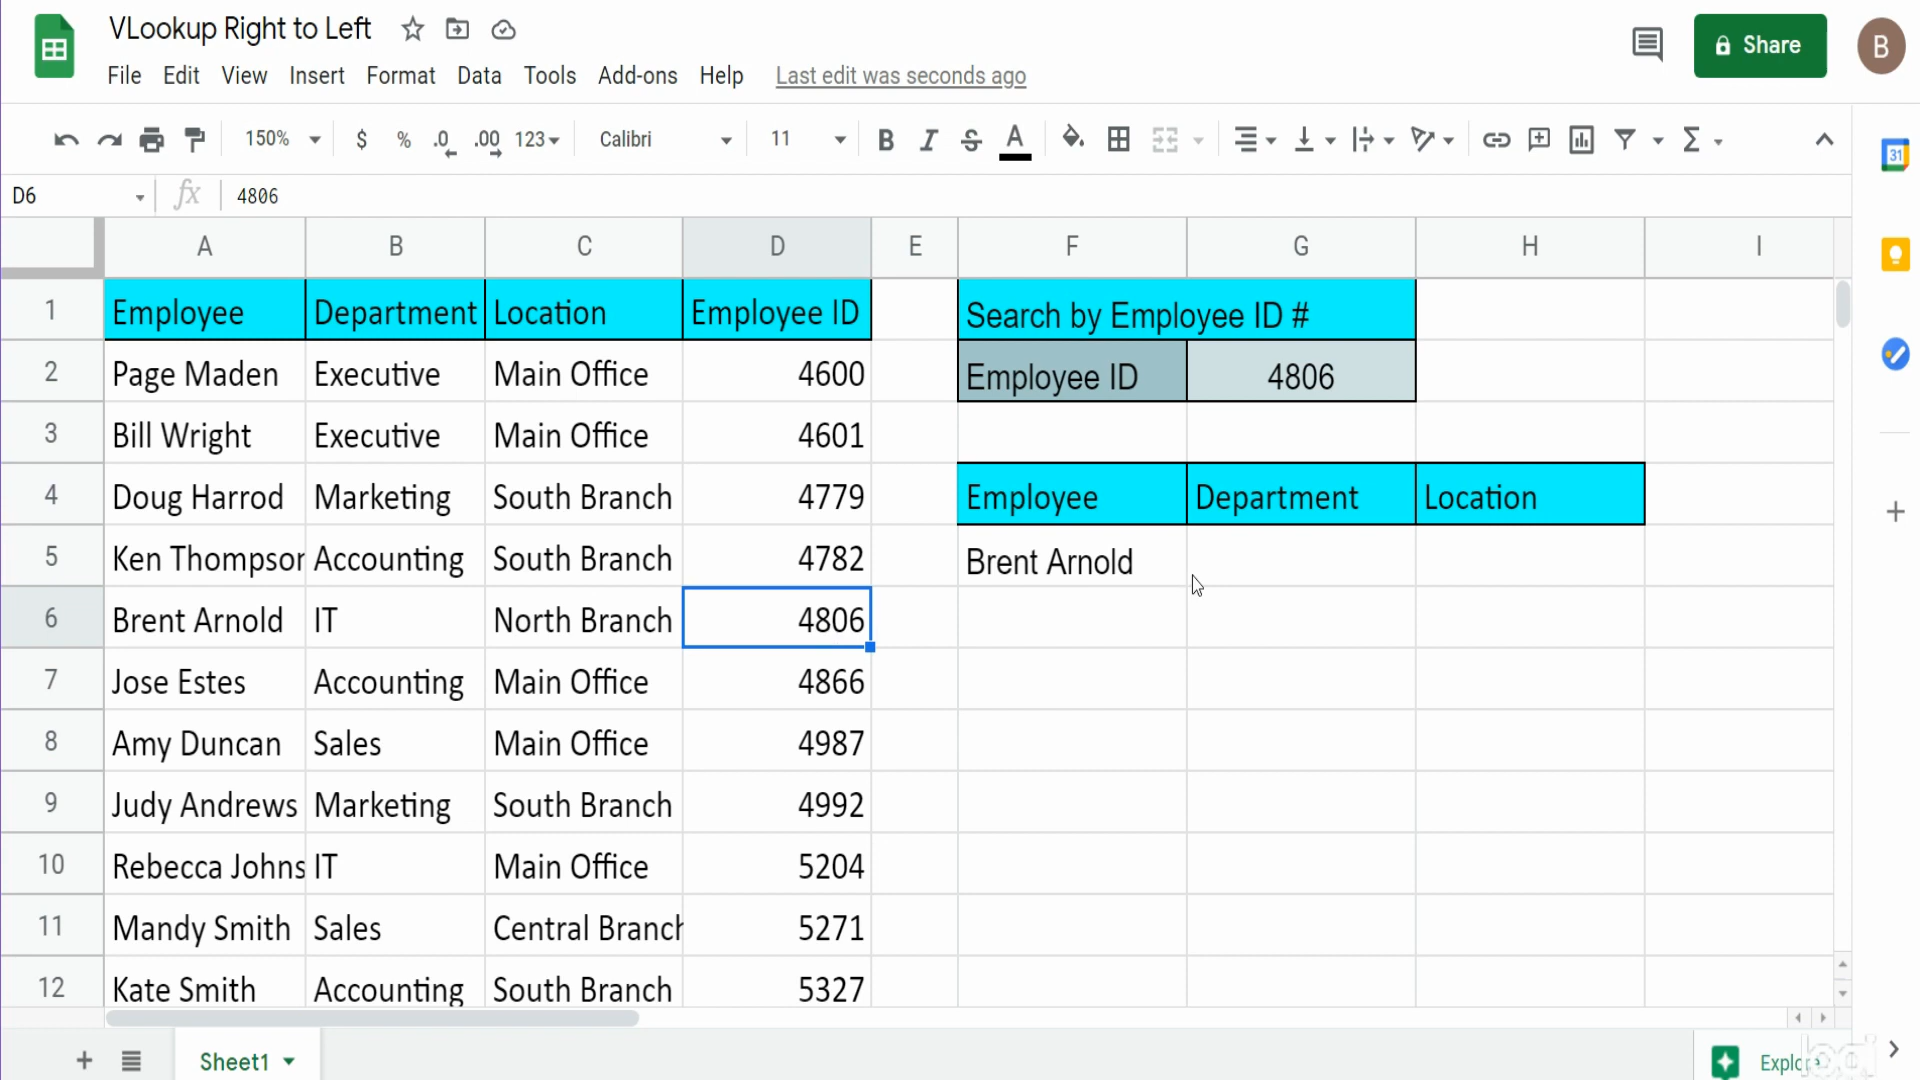 VLookup Right to Left
Share
B
File Edit View Insert Format Data Tools Add-ons Help Last edit was seconds ago
150% $ % .0 .00 123 Calibri 11 B I S A
31
D6 fx 4806
A B C D E F G H I
1 Employee Department Location Employee ID Search by Employee ID #
2 Page Maden Executive Main Office 4600 Employee ID 4806
3 Bill Wright Executive Main Office 4601
4 Doug Harrod Marketing South Branch 4779 Employee Department Location
5 Ken Thompson Accounting South Branch 4782 Brent Arnold
6 Brent Arnold IT North Branch 4806
7 Jose Estes Accounting Main Office 4866
8 Amy Duncan Sales Main Office 4987
9 Judy Andrews Marketing South Branch 4992
10 Rebecca Johns IT Main Office 5204
11 Mandy Smith Sales Central Branch 5271
12 Kate Smith Accounting South Branch 5327
Sheet1